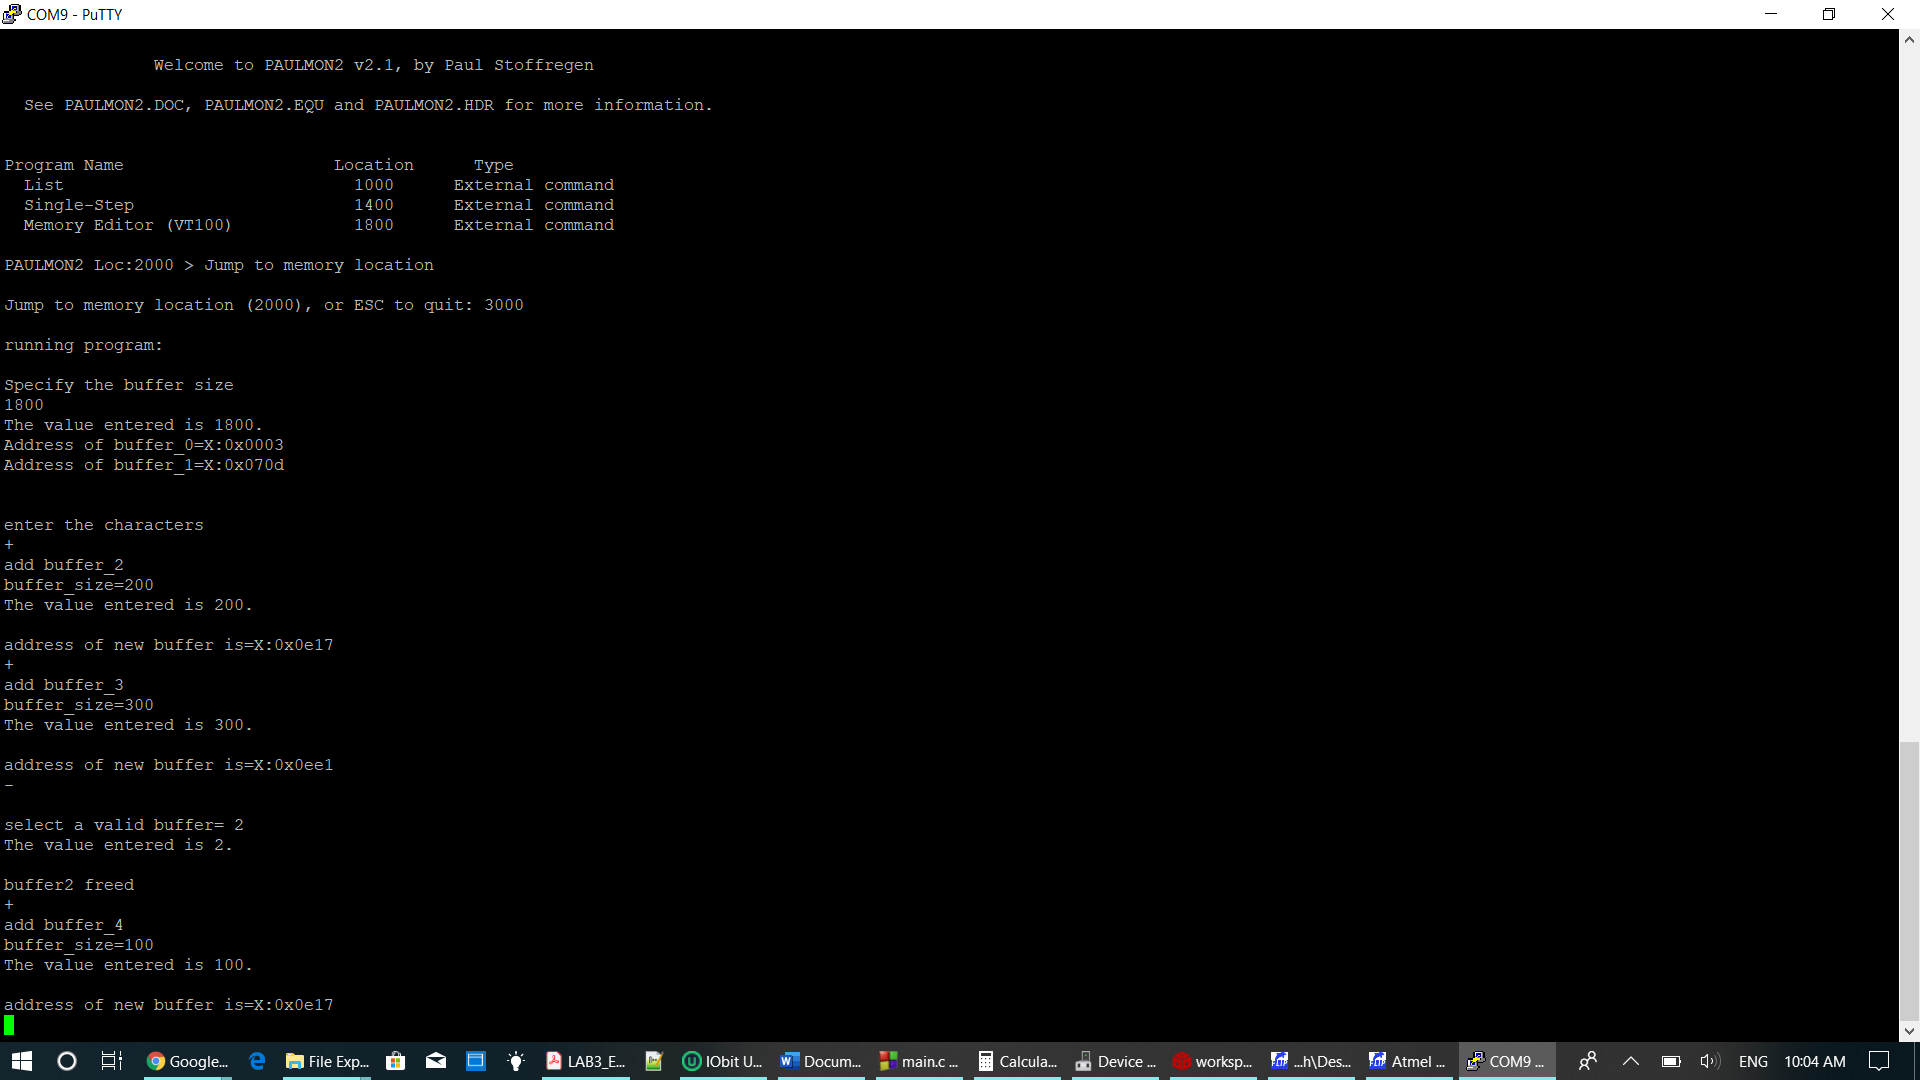 COM9 - PuTTY
Welcome to PAULMON2 v2.1, by Paul Stoffregen
See PAULMON2.DOC, PAULMON2.EQU and PAULMON2.HDR for more information.
Program Name Location Type
List 1000 External command
Single-Step 1400 External command
Memory Editor (VT100) 1800 External command
PAULMON2 Loc:2000 > Jump to memory location
Jump to memory location (2000), or ESC to quit: 3000
running program:
Specify the buffer size
1800
The value entered is 1800.
Address of buffer_0=X:0x0003
Address of buffer_1=X:0x070d
enter the characters
+
add buffer_2
buffer_size=200
The value entered is 200.
address of new buffer is=X:0x0e17
+
add buffer_3
buffer_size=300
The value entered is 300.
address of new buffer is=X:0x0ee1
-
select a valid buffer= 2
The value entered is 2.
buffer2 freed
+
add buffer_4
buffer_size=100
The value entered is 100.
address of new buffer is=X:0x0e17
Google... File Exp... LAB3_E... IObit U... Docum... main.c ... Calcula... Device ... worksp... ...h\Des... Atmel ... COM9 ... ENG 10:04 AM